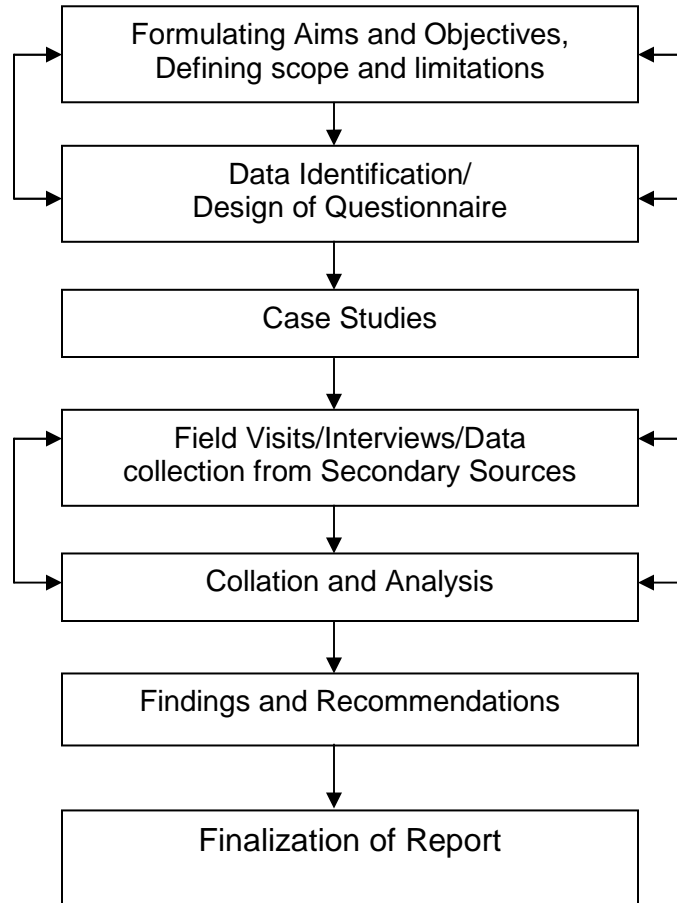 Formulating Aims and Objectives,
Defining scope and limitations
Data Identification/
Design of Questionnaire
Case Studies
Field Visits/Interviews/Data
collection from Secondary Sources
Collation and Analysis
Findings and Recommendations
Finalization of Report